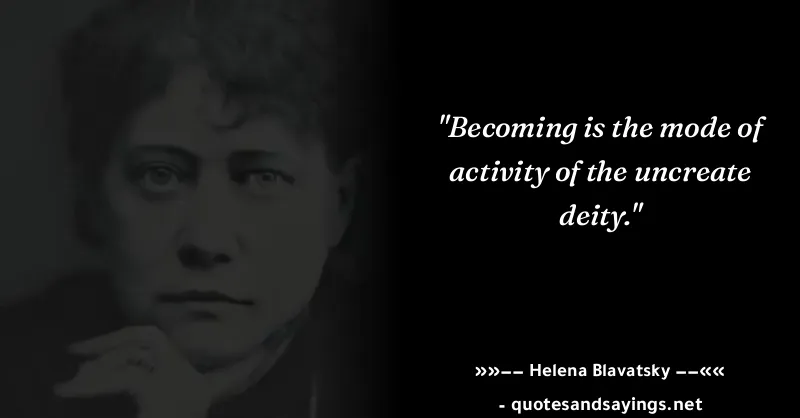 "Becoming is the mode of
activity of the uncreate
deity."
»»−− Helena Blavatsky −−««
- quotesandsayings.net